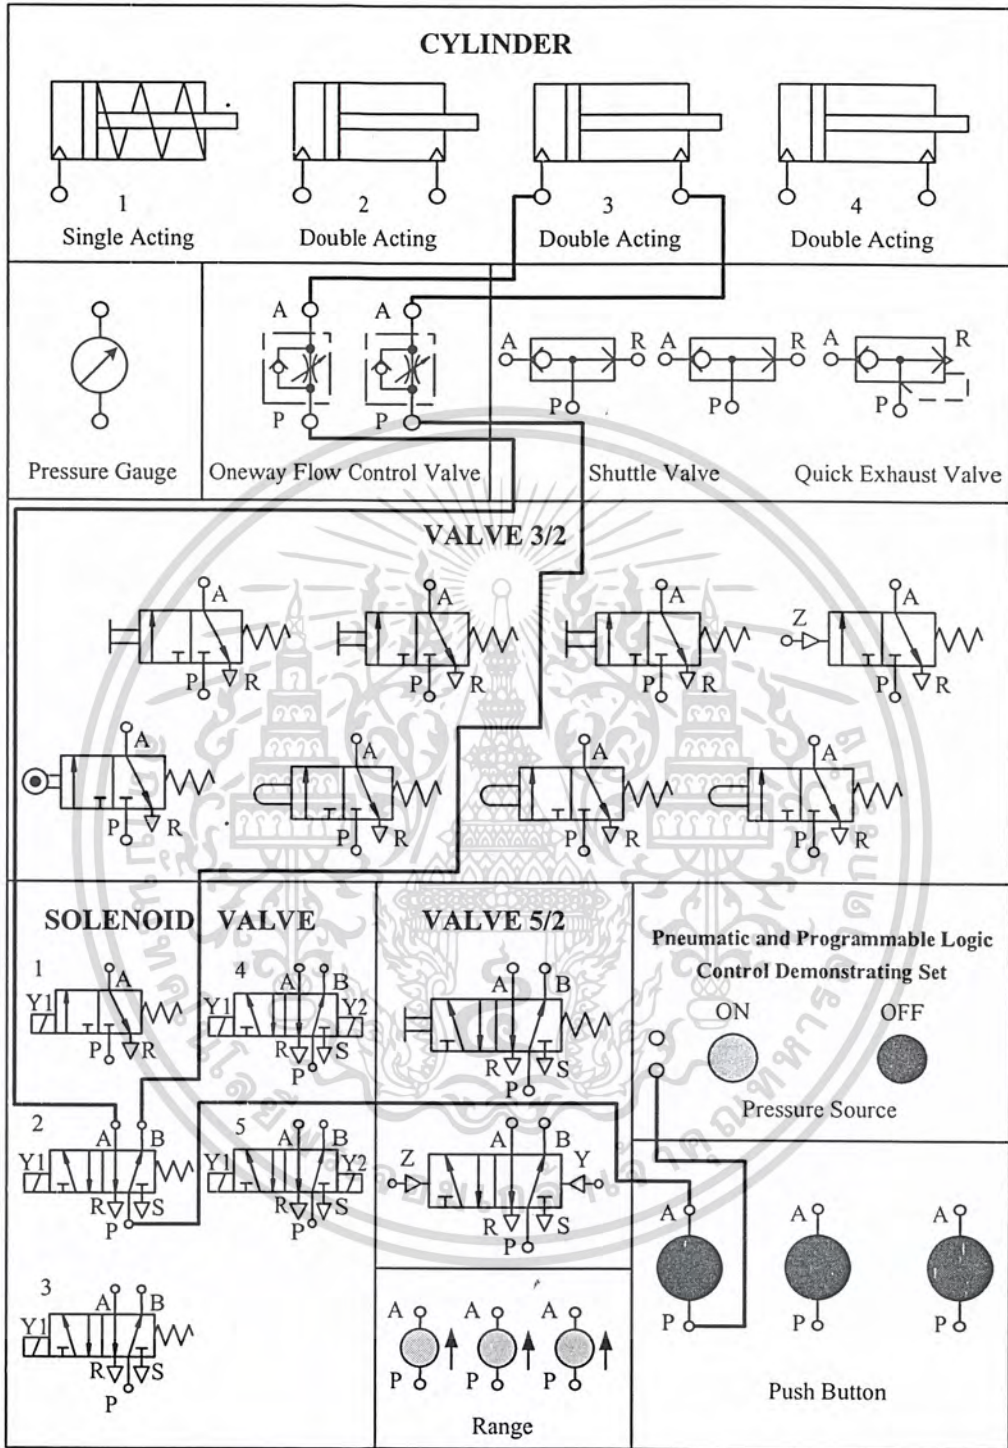 CYLINDER
1
Single Acting
2
Double Acting
3
Double Acting
4
Double Acting
A A
P P
A R A R A R
P P P
Pressure Gauge
Oneway Flow Control Valve
Shuttle Valve
Quick Exhaust Valve
VALVE 3/2
A A A Z A
P R P R P R P R
A A A A
P R P R P R P R
SOLENOID VALVE
1
A
Y1
P R
4
A B
Y1 Y2
R S
P
2
A B
Y1
R S
P
5
A B
Y1 Y2
R S
P
3
A B
Y1
R S
P
VALVE 5/2
A B
R S
P
A B
Z Y
R S
P
A A A
P P P
Range
Pneumatic and Programmable Logic
Control Demonstrating Set
ON OFF
Pressure Source
A A A
P P P
Push Button